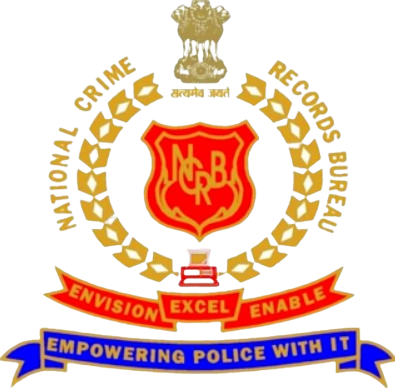 सत्यमेव जयते
NATIONAL CRIME RECORDS BUREAU
NCRB
ENVISION EXCEL ENABLE
EMPOWERING POLICE WITH IT